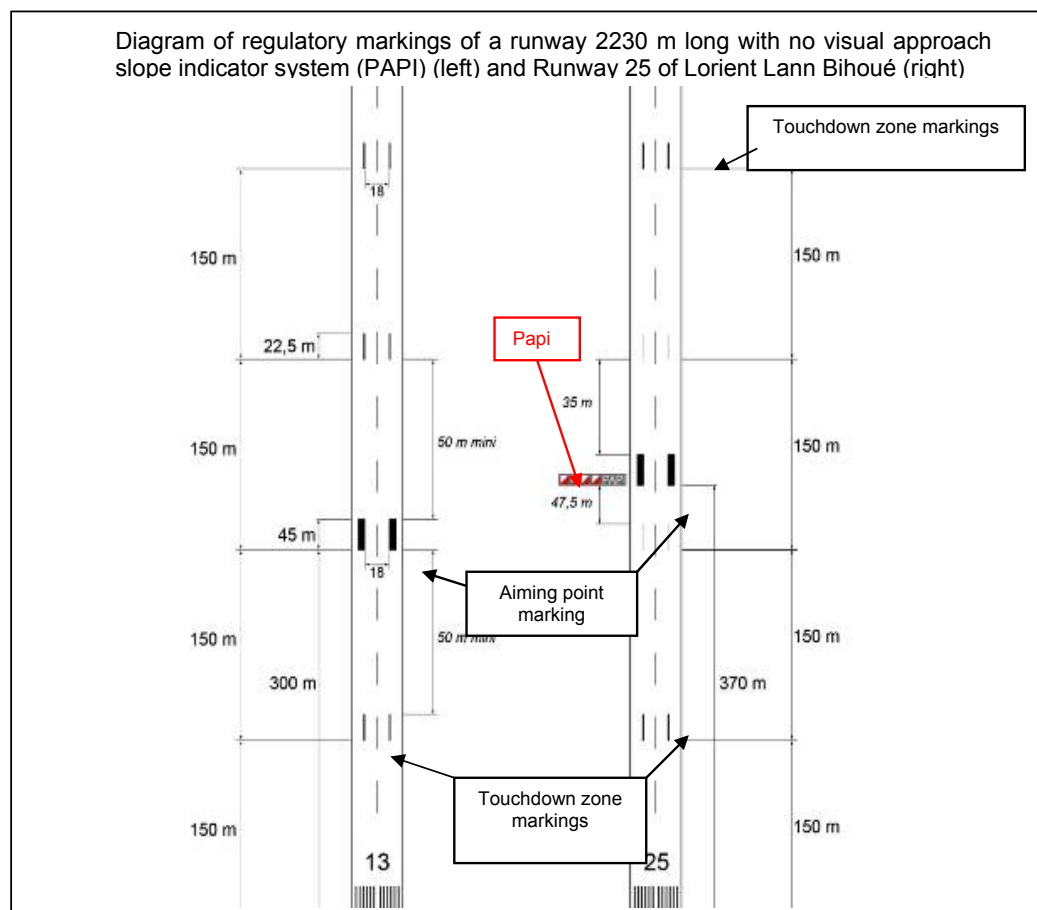 Diagram of regulatory markings of a runway 2230 m long with no visual approach
slope indicator system (PAPI) (left) and Runway 25 of Lorient Lann Bihoué (right)
Touchdown zone markings
18
150 m
150 m
22,5 m
Papi
35 m
50 m mini
150 m
150 m
PAPI
47,5 m
45 m
18
Aiming point
marking
50 m mini
150 m
150 m
300 m
370 m
Touchdown zone
markings
150 m
150 m
13
25